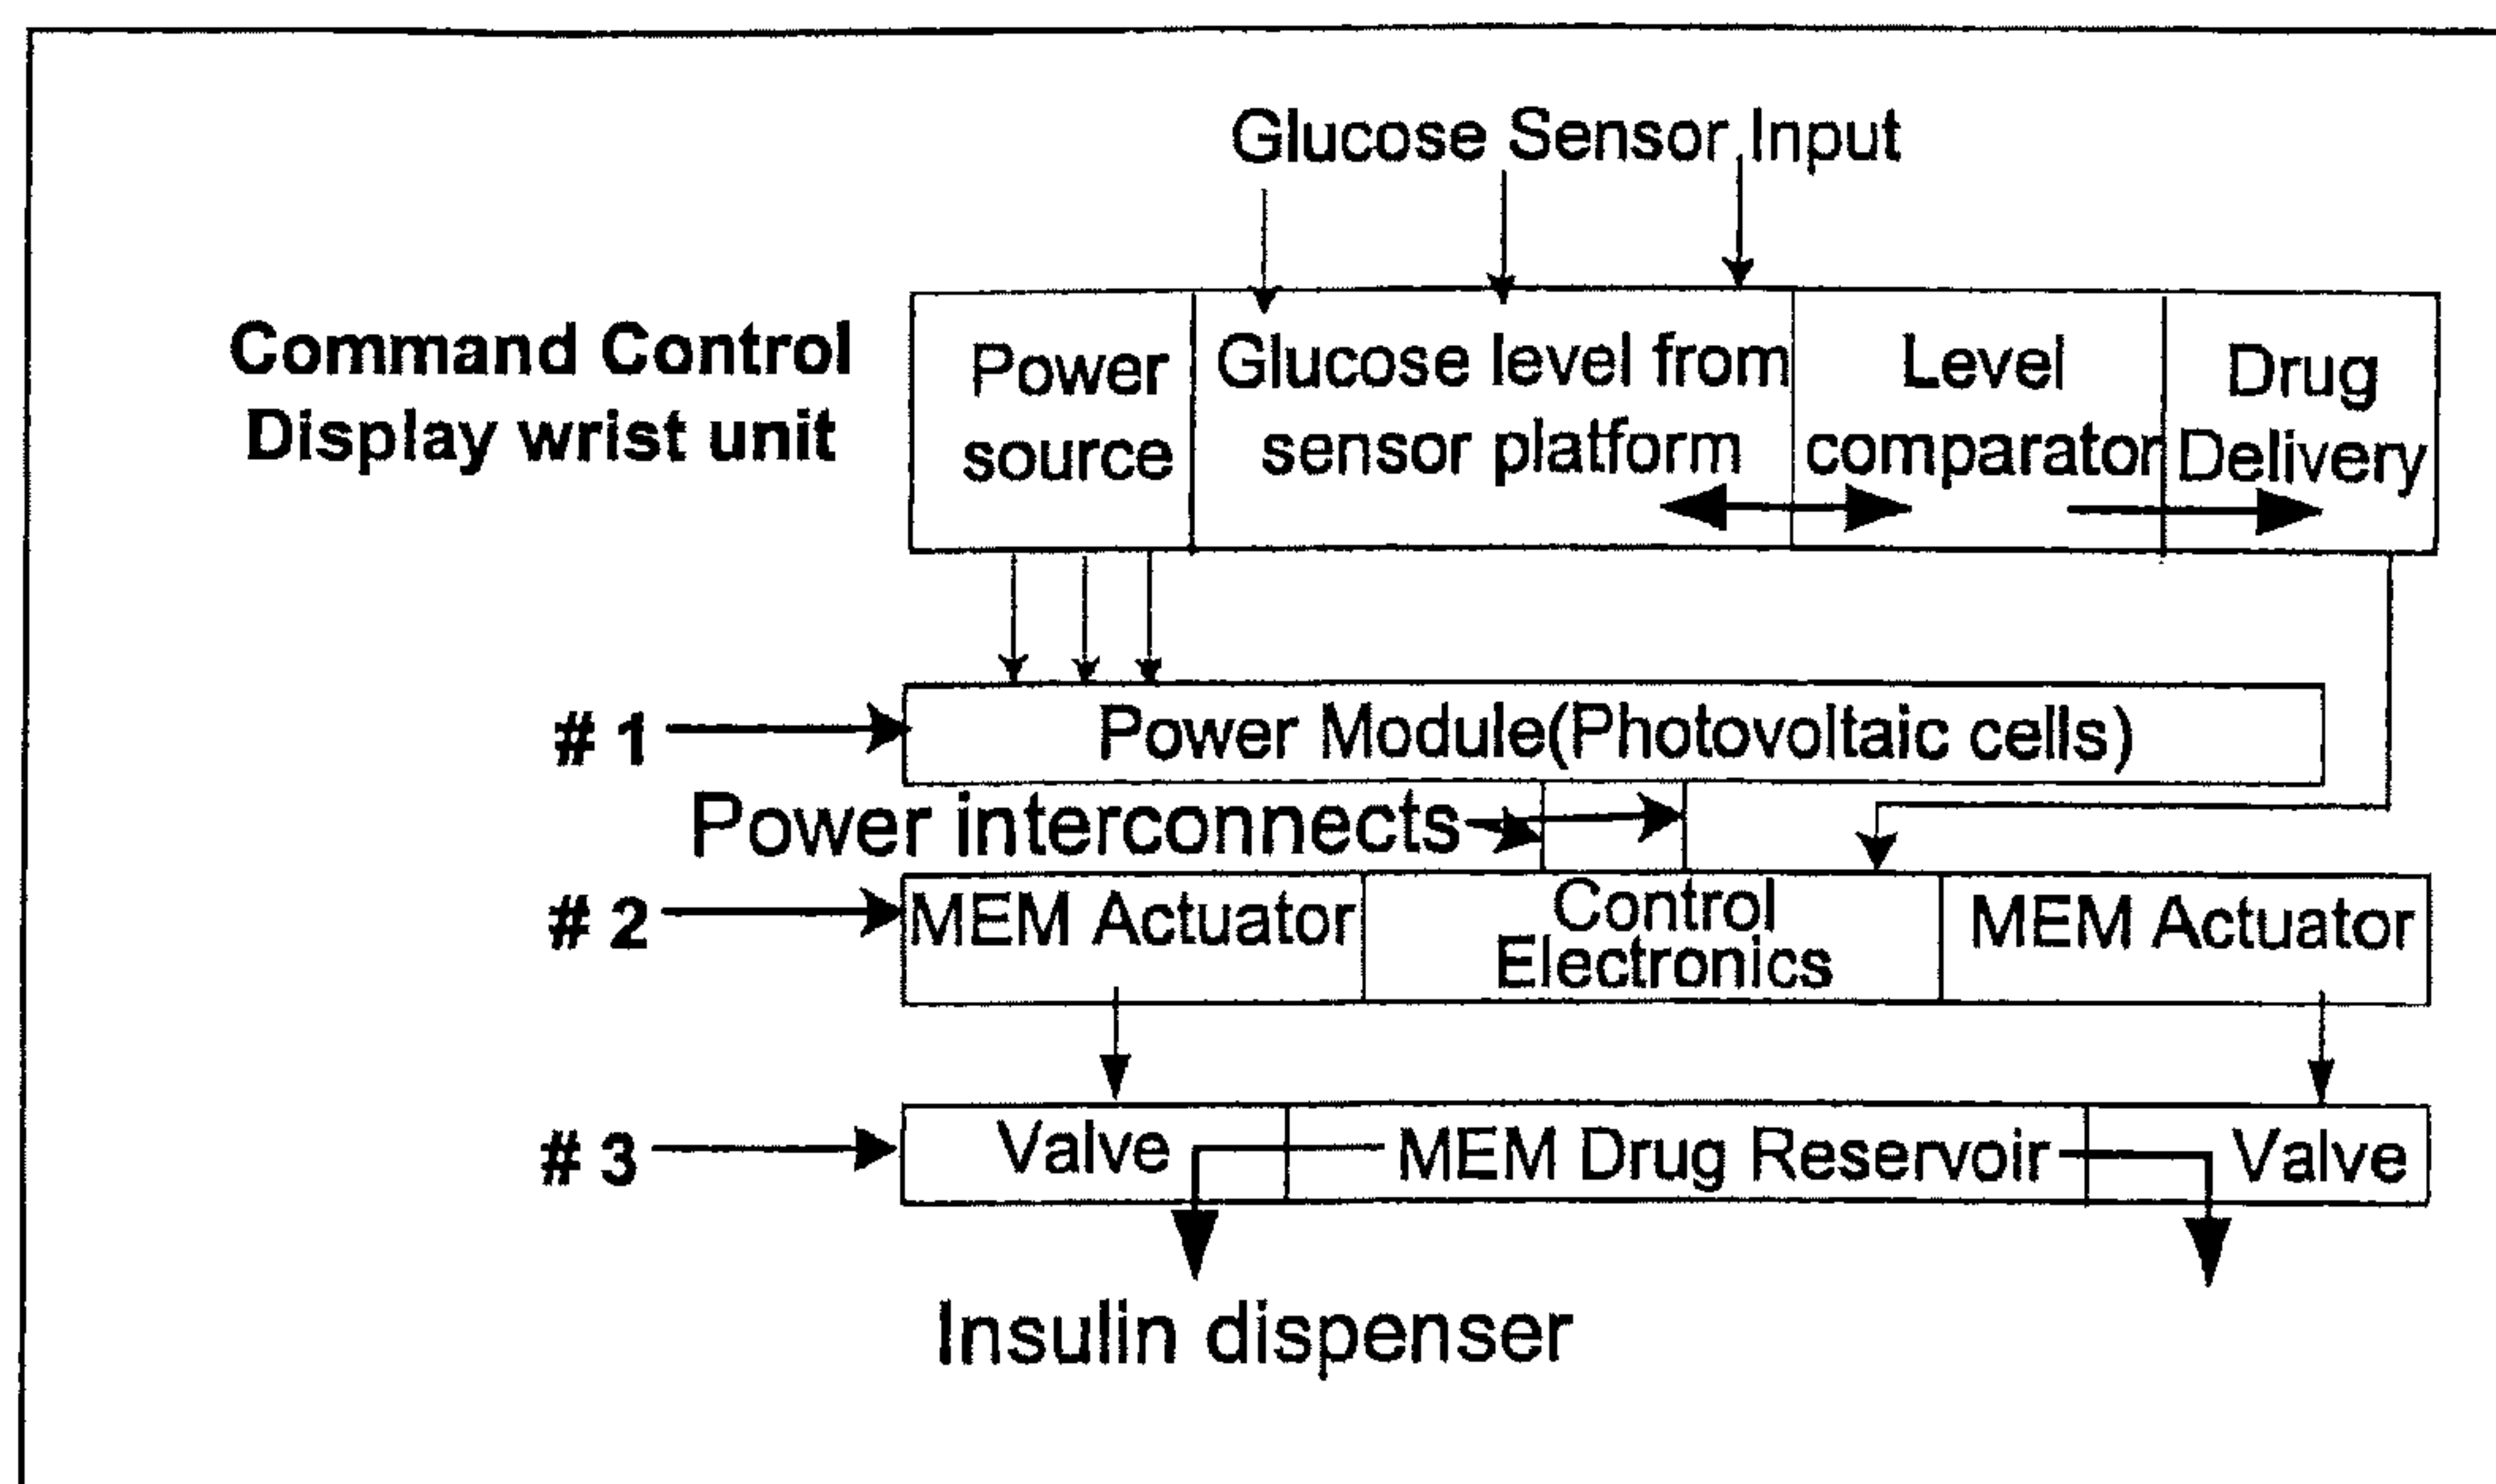 Glucose Sensor Input
Command Control
Display wrist unit
Power
source
Glucose level from
sensor platform
Level
comparator
Drug
Delivery
# 1
Power Module(Photovoltaic cells)
Power interconnects
# 2
MEM Actuator
Control
Electronics
MEM Actuator
# 3
Valve
MEM Drug Reservoir
Valve
Insulin dispenser